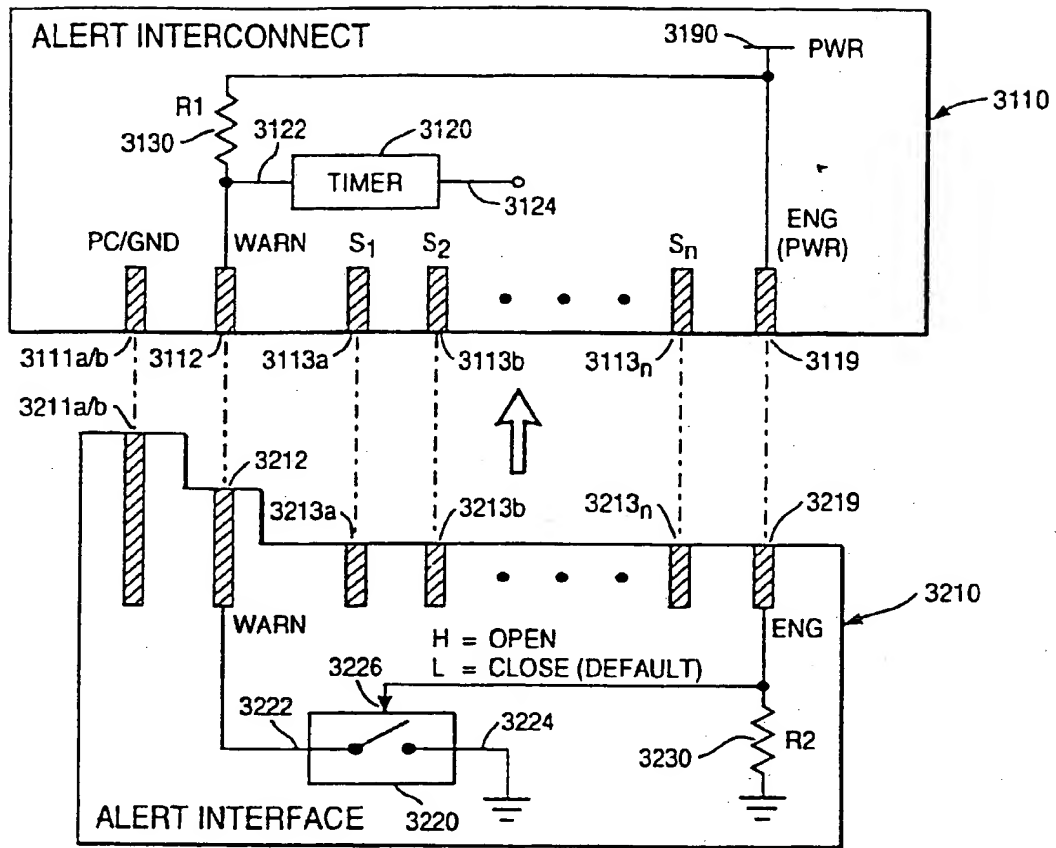 ALERT INTERCONNECT
3190
PWR
R1
3130
3122
3120
TIMER
3124
3110
PC/GND
WARN
S1
S2
Sn
ENG
(PWR)
3111a/b
3112
3113a
3113b
3113n
3119
3211a/b
3212
3213a
3213b
3213n
3219
3210
WARN
H = OPEN
L = CLOSE (DEFAULT)
ENG
3226
3222
3224
3230
R2
3220
ALERT INTERFACE